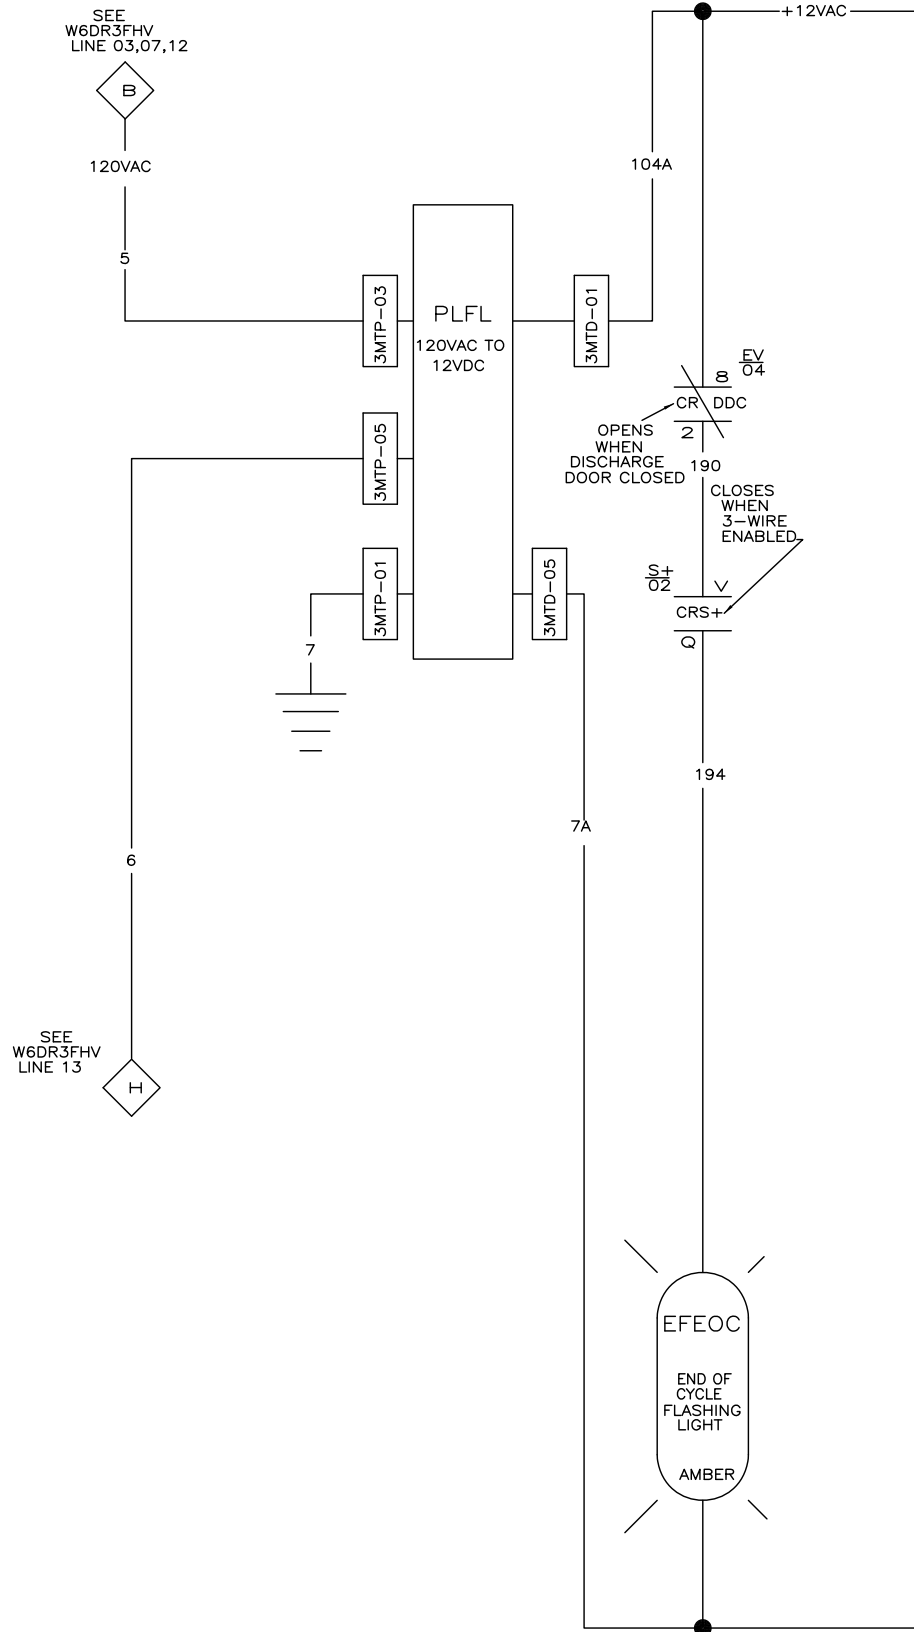 SEE
W6DR3FHV
LINE 03,07,12
B
120VAC
5
3MTP-03
PLFL
120VAC TO
12VDC
3MTD-01
104A
+12VAC
8
EV
04
CR DDC
2
OPENS
WHEN
DISCHARGE
DOOR CLOSED
190
CLOSES
WHEN
3-WIRE
ENABLED
3MTP-05
3MTP-01
3MTD-05
S+
02
V
CRS+
Q
7
194
7A
6
SEE
W6DR3FHV
LINE 13
H
EFEOC
END OF
CYCLE
FLASHING
LIGHT
AMBER